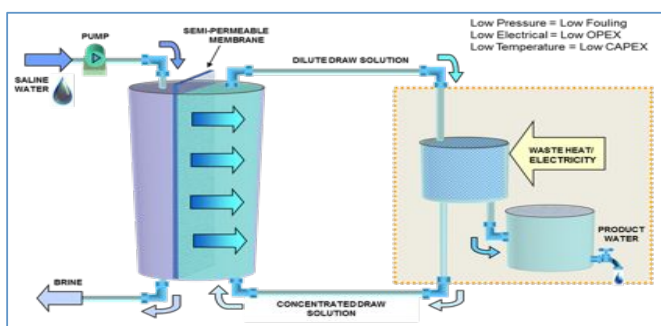 SEMI-PERMEABLE
MEMBRANE
PUMP
SALINE
WATER
DILUTE DRAW SOLUTION
Low Pressure = Low Fouling
Low Electrical = Low OPEX
Low Temperature = Low CAPEX
WASTE HEAT/
ELECTRICITY
PRODUCT
WATER
BRINE
CONCENTRATED DRAW
SOLUTION